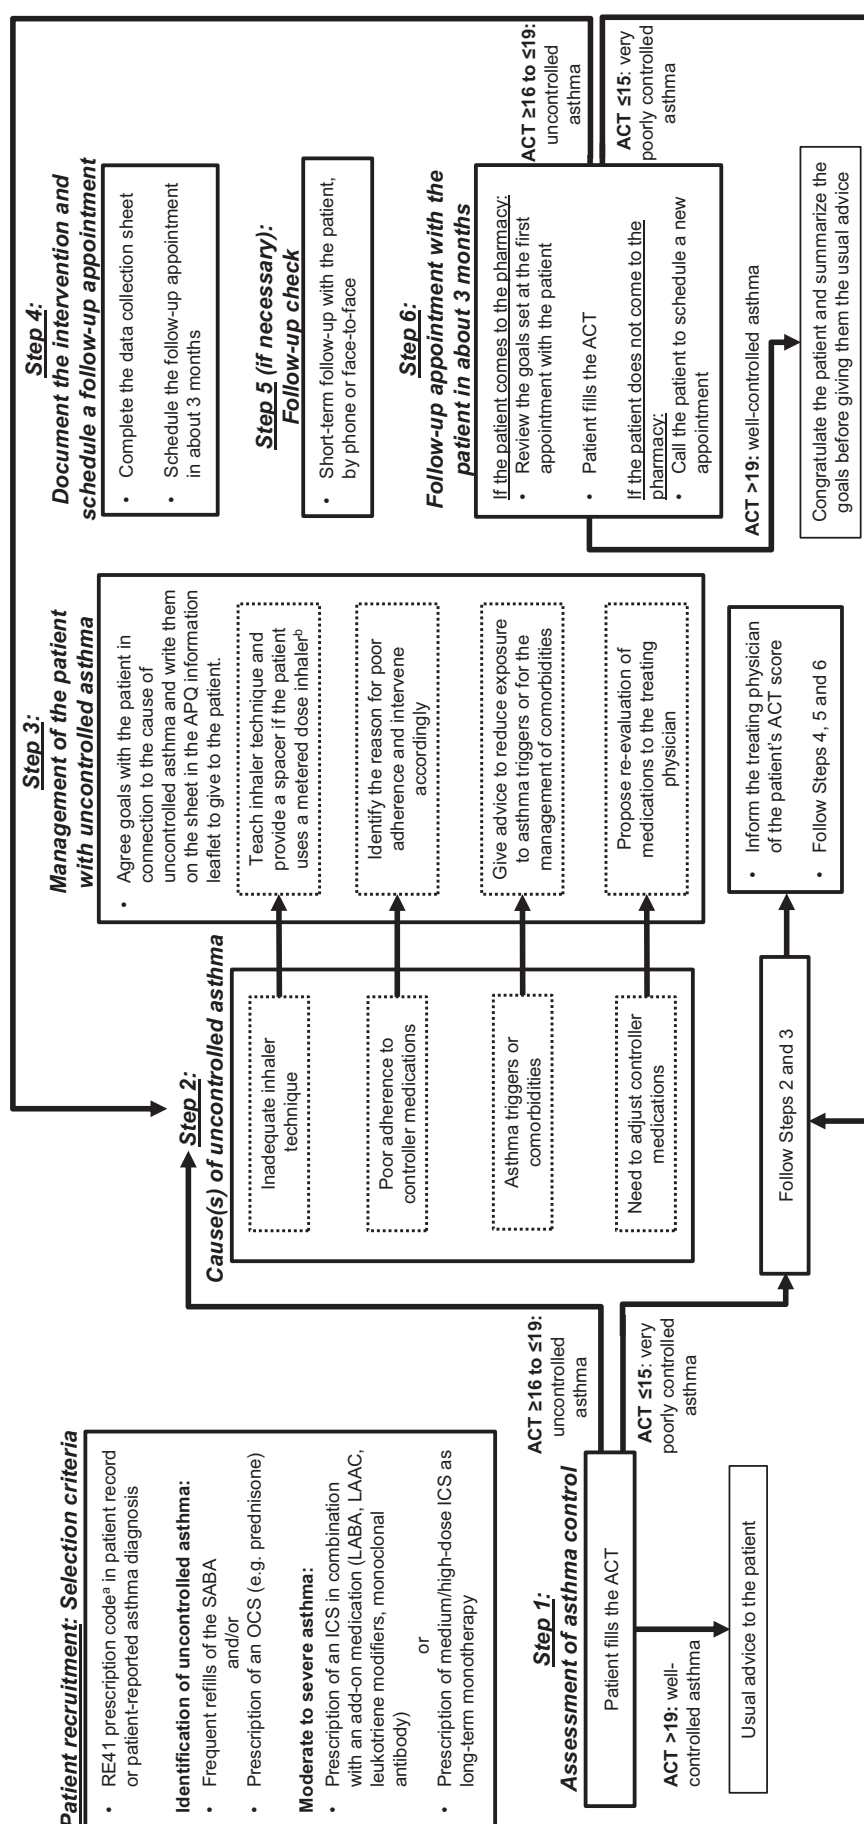 Patient recruitment: Selection criteria
• RE41 prescription codeᵃ in patient record
or patient-reported asthma diagnosis
Identification of uncontrolled asthma:
• Frequent refills of the SABA
and/or
• Prescription of an OCS (e.g. prednisone)
Moderate to severe asthma:
• Prescription of an ICS in combination
with an add-on medication (LABA, LAAC,
leukotriene modifiers, monoclonal
antibody)
or
• Prescription of medium/high-dose ICS as
long-term monotherapy
Step 1:
Assessment of asthma control
Patient fills the ACT
ACT >19: well-
controlled asthma
Usual advice to the patient
ACT ≥16 to ≤19:
uncontrolled
asthma
ACT ≤15: very
poorly controlled
asthma
Step 2:
Cause(s) of uncontrolled asthma
Inadequate inhaler
technique
Poor adherence to
controller medications
Asthma triggers or
comorbidities
Need to adjust controller
medications
Follow Steps 2 and 3
Step 3:
Management of the patient
with uncontrolled asthma
• Agree goals with the patient in
connection to the cause of
uncontrolled asthma and write them
on the sheet in the APQ information
leaflet to give to the patient.
Teach inhaler technique and
provide a spacer if the patient
uses a metered dose inhalerᵇ
Identify the reason for poor
adherence and intervene
accordingly
Give advice to reduce exposure
to asthma triggers or for the
management of comorbidities
Propose re-evaluation of
medications to the treating
physician
• Inform the treating physician
of the patient's ACT score
• Follow Steps 4, 5 and 6
Step 4:
Document the intervention and
schedule a follow-up appointment
• Complete the data collection sheet
• Schedule the follow-up appointment
in about 3 months
Step 5 (if necessary):
Follow-up check
• Short-term follow-up with the patient,
by phone or face-to-face
Step 6:
Follow-up appointment with the
patient in about 3 months
If the patient comes to the pharmacy:
• Review the goals set at the first
appointment with the patient
• Patient fills the ACT
If the patient does not come to the
pharmacy:
• Call the patient to schedule a new
appointment
ACT ≥16 to ≤19:
uncontrolled
asthma
ACT ≤15: very
poorly controlled
asthma
ACT >19: well-controlled asthma
Congratulate the patient and summarize the
goals before giving them the usual advice